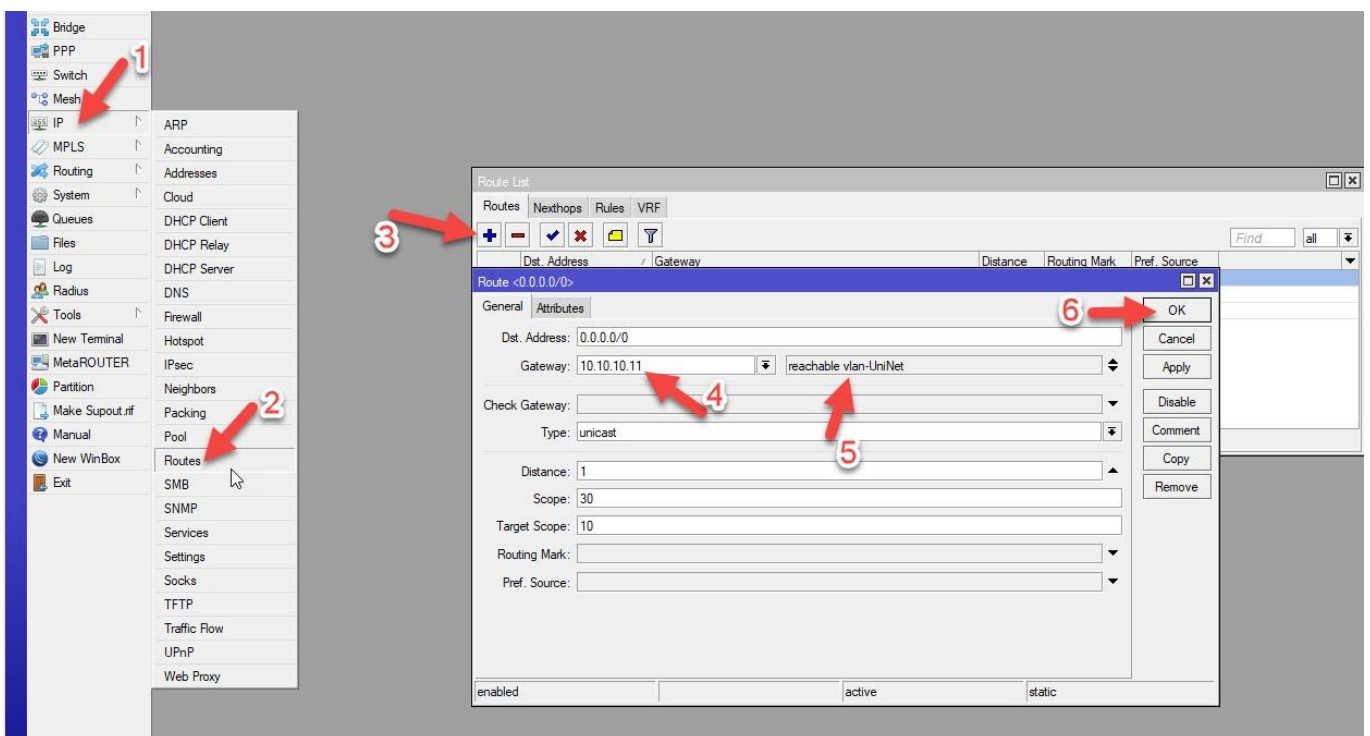 Bridge
PPP
1
Switch
Mesh
IP
MPLS
Routing
System
Queues
Files
Log
Radius
Tools
New Terminal
MetaROUTER
Partition
Make Supout.rif
Manual
New WinBox
Exit
ARP
Accounting
Addresses
Cloud
DHCP Client
DHCP Relay
DHCP Server
DNS
Firewall
Hotspot
IPsec
Neighbors
Packing
2
Pool
Routes
SMB
SNMP
Services
Settings
Socks
TFTP
Traffic Flow
UPnP
Web Proxy
Route List
Routes Nexthops Rules VRF
3
Find all
Dst. Address / Gateway Distance Routing Mark Pref. Source
Route <0.0.0.0/0>
General Attributes
6
Dst. Address: 0.0.0.0/0
Gateway: 10.10.10.11 reachable vlan-UniNet
4
Check Gateway:
Type: unicast
5
Distance: 1
Scope: 30
Target Scope: 10
Routing Mark:
Pref. Source:
OK
Cancel
Apply
Disable
Comment
Copy
Remove
enabled active static